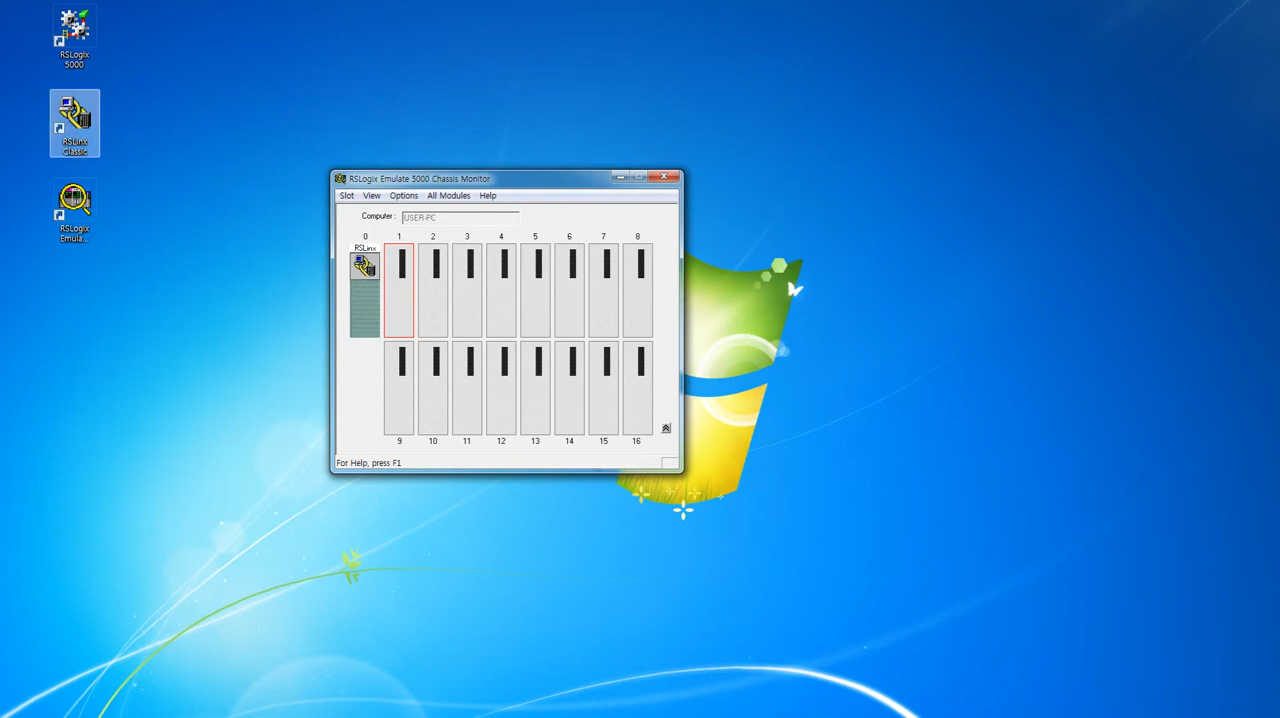 RSLogix
5000
RSLinx
Classic
RSLogix
Emula...
RSLogix Emulate 5000 Chassis Monitor
Slot View Options All Modules Help
Computer : USER-PC
0 1 2 3 4 5 6 7 8
RSLinx
9 10 11 12 13 14 15 16
For Help, press F1